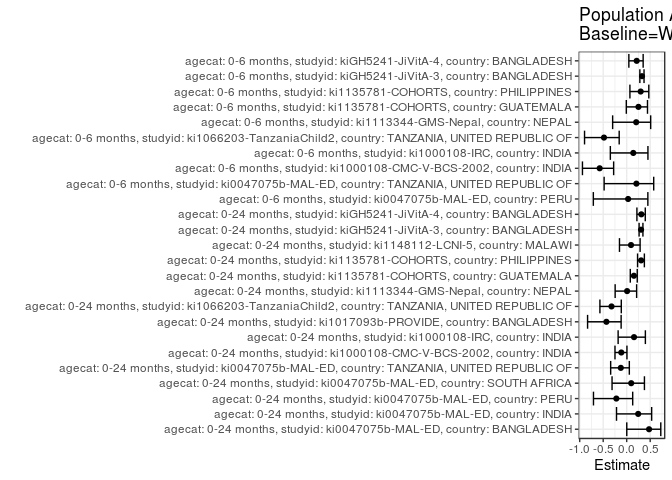 Population A
Baseline=W
agecat: 0-6 months, studyid: kiGH5241-JiVitA-4, country: BANGLADESH
agecat: 0-6 months, studyid: kiGH5241-JiVitA-3, country: BANGLADESH
agecat: 0-6 months, studyid: ki1135781-COHORTS, country: PHILIPPINES
agecat: 0-6 months, studyid: ki1135781-COHORTS, country: GUATEMALA
agecat: 0-6 months, studyid: ki1113344-GMS-Nepal, country: NEPAL
agecat: 0-6 months, studyid: ki1066203-TanzaniaChild2, country: TANZANIA, UNITED REPUBLIC OF
agecat: 0-6 months, studyid: ki1000108-IRC, country: INDIA
agecat: 0-6 months, studyid: ki1000108-CMC-V-BCS-2002, country: INDIA
agecat: 0-6 months, studyid: ki0047075b-MAL-ED, country: TANZANIA, UNITED REPUBLIC OF
agecat: 0-6 months, studyid: ki0047075b-MAL-ED, country: PERU
agecat: 0-24 months, studyid: kiGH5241-JiVitA-4, country: BANGLADESH
agecat: 0-24 months, studyid: kiGH5241-JiVitA-3, country: BANGLADESH
agecat: 0-24 months, studyid: ki1148112-LCNI-5, country: MALAWI
agecat: 0-24 months, studyid: ki1135781-COHORTS, country: PHILIPPINES
agecat: 0-24 months, studyid: ki1135781-COHORTS, country: GUATEMALA
agecat: 0-24 months, studyid: ki1113344-GMS-Nepal, country: NEPAL
agecat: 0-24 months, studyid: ki1066203-TanzaniaChild2, country: TANZANIA, UNITED REPUBLIC OF
agecat: 0-24 months, studyid: ki1017093b-PROVIDE, country: BANGLADESH
agecat: 0-24 months, studyid: ki1000108-IRC, country: INDIA
agecat: 0-24 months, studyid: ki1000108-CMC-V-BCS-2002, country: INDIA
agecat: 0-24 months, studyid: ki0047075b-MAL-ED, country: TANZANIA, UNITED REPUBLIC OF
agecat: 0-24 months, studyid: ki0047075b-MAL-ED, country: SOUTH AFRICA
agecat: 0-24 months, studyid: ki0047075b-MAL-ED, country: PERU
agecat: 0-24 months, studyid: ki0047075b-MAL-ED, country: INDIA
agecat: 0-24 months, studyid: ki0047075b-MAL-ED, country: BANGLADESH
-1.0 -0.5 0.0 0.5
Estimate